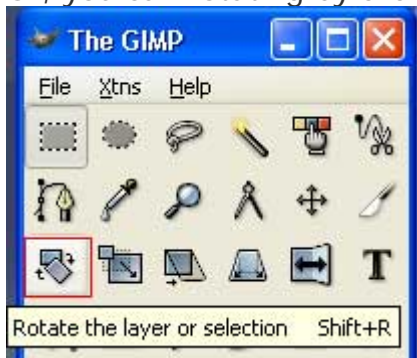 The GIMP
File Xtns Help
T
Rotate the layer or selection Shift+R